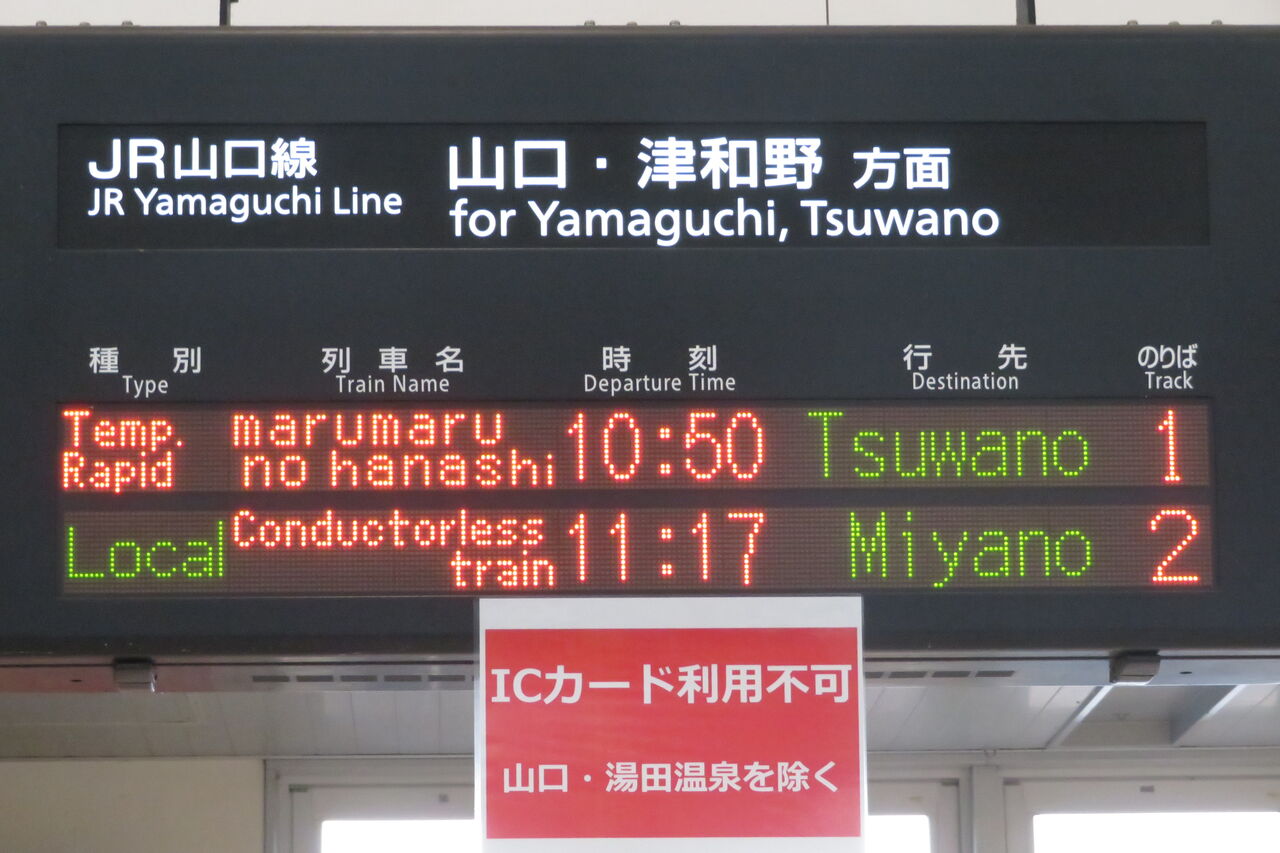 JR山口線 山口・津和野 方面
JR Yamaguchi Line for Yamaguchi, Tsuwano
種別 列車名 時刻 行先 のりば
Type Train Name Departure Time Destination Track
Temp. Rapid marumaru no hanashi 10:50 Tsuwano 1
Local Conductorless train 11:17 Miyano 2
ICカード利用不可
山口・湯田温泉を除く